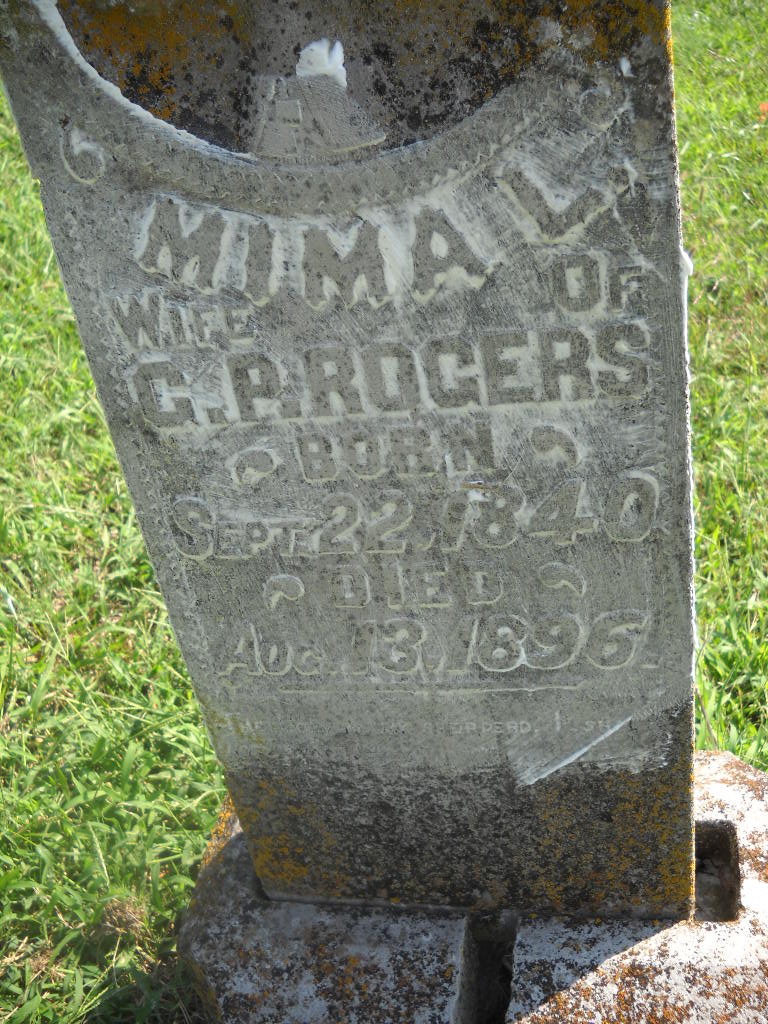 MIMA L.
WIFE OF
G. P. ROGERS
BORN
SEPT. 22, 1840
DIED
AUG. 13, 1896.